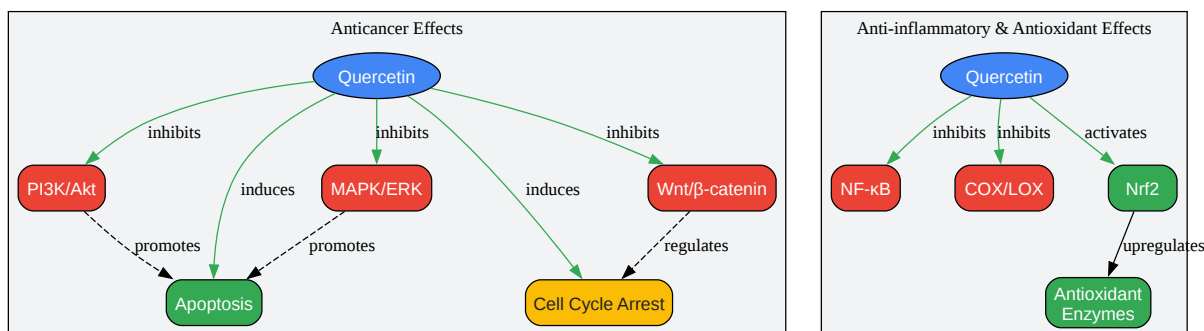 Anticancer Effects
Quercetin
inhibits
inhibits
inhibits
PI3K/Akt
induces
MAPK/ERK
induces
Wnt/β-catenin
promotes
promotes
regulates
Apoptosis
Cell Cycle Arrest
Anti-inflammatory & Antioxidant Effects
Quercetin
inhibits
inhibits
activates
NF-κB
COX/LOX
Nrf2
upregulates
Antioxidant
Enzymes